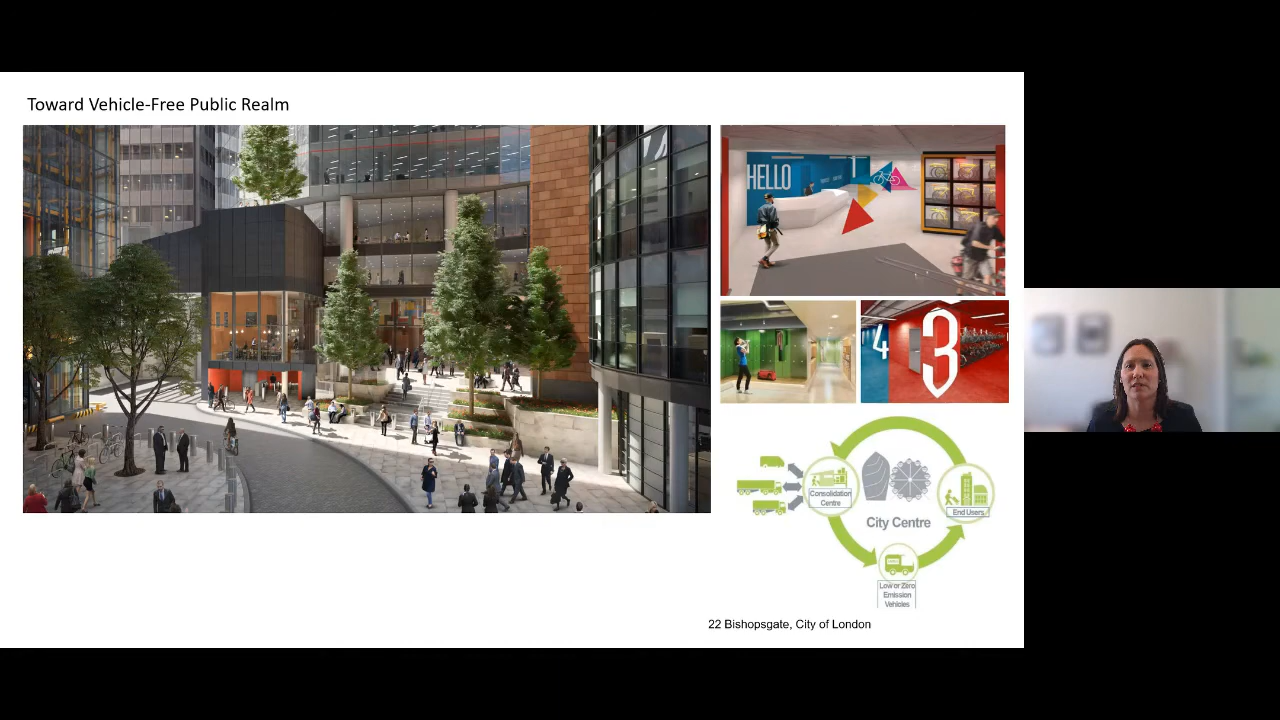 Toward Vehicle-Free Public Realm
HELLO
4
3
Consolidation
Centre
City Centre
End Users
Low or Zero
Emission
Vehicles
22 Bishopsgate, City of London